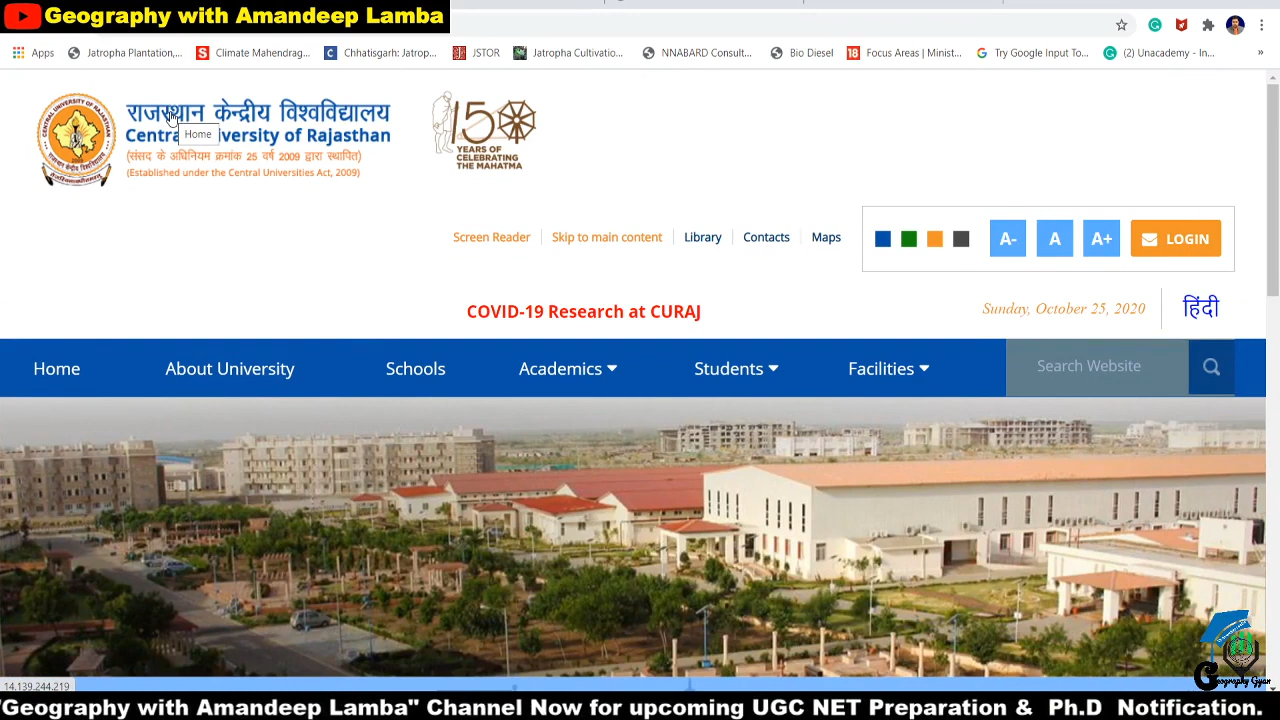 Geography with Amandeep Lamba
Apps
Jatropha Plantation,...
Climate Mahendrag...
Chhatisgarh: Jatrop...
JSTOR
Jatropha Cultivatio...
NNABARD Consult...
Bio Diesel
Focus Areas | Minist...
Try Google Input To...
(2) Unacademy - In...
»
राजस्थान केन्द्रीय विश्वविद्यालय
Central University of Rajasthan
Home
(संसद के अधिनियम क्रमांक 25 वर्ष 2009 द्वारा स्थापित)
(Established under the Central Universities Act, 2009)
150
YEARS OF
CELEBRATING
THE MAHATMA
Screen Reader
Skip to main content
Library
Contacts
Maps
A-
A
A+
LOGIN
COVID-19 Research at CURAJ
Sunday, October 25, 2020
हिंदी
Home
About University
Schools
Academics
Students
Facilities
Search Website
14.139.244.219
Geography Gyan
"Geography with Amandeep Lamba" Channel Now for upcoming UGC NET Preparation & Ph.D Notification.